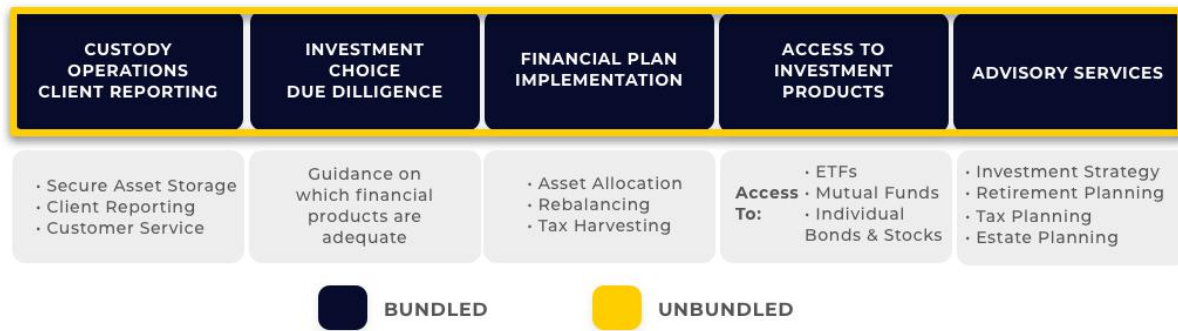 CUSTODY
OPERATIONS
CLIENT REPORTING
INVESTMENT
CHOICE
DUE DILLIGENCE
FINANCIAL PLAN
IMPLEMENTATION
ACCESS TO
INVESTMENT
PRODUCTS
ADVISORY SERVICES
• Secure Asset Storage
• Client Reporting
• Customer Service
Guidance on
which financial
products are
adequate
• Asset Allocation
• Rebalancing
• Tax Harvesting
Access To:
• ETFs
• Mutual Funds
• Individual
Bonds & Stocks
• Investment Strategy
• Retirement Planning
• Tax Planning
• Estate Planning
BUNDLED
UNBUNDLED